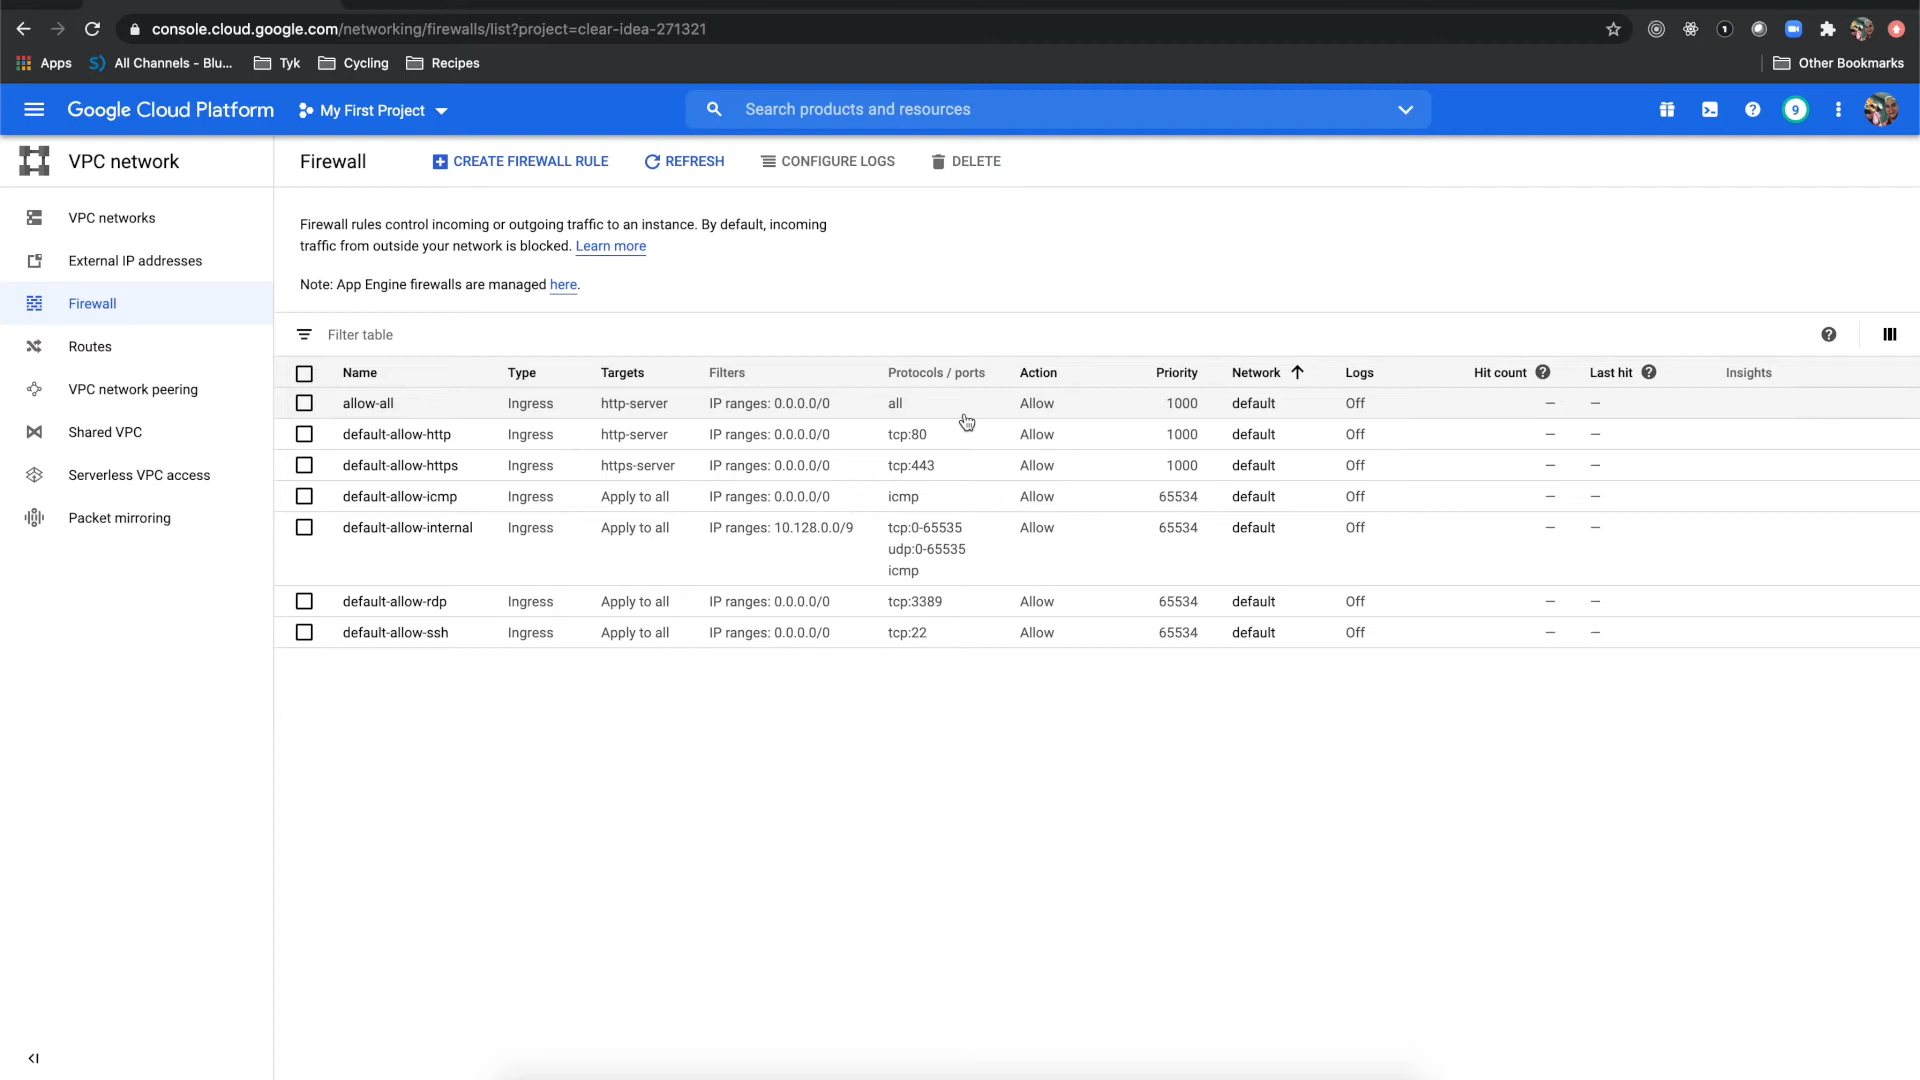 console.cloud.google.com/networking/firewalls/list?project=clear-idea-271321
Apps All Channels - Blu... Tyk Cycling Recipes Other Bookmarks
Google Cloud Platform My First Project Search products and resources 9
VPC network Firewall CREATE FIREWALL RULE REFRESH CONFIGURE LOGS DELETE
VPC networks
External IP addresses
Firewall
Routes
VPC network peering
Shared VPC
Serverless VPC access
Packet mirroring
Firewall rules control incoming or outgoing traffic to an instance. By default, incoming
traffic from outside your network is blocked. Learn more
Note: App Engine firewalls are managed here.
Filter table
Name Type Targets Filters Protocols / ports Action Priority Network Logs Hit count Last hit Insights
allow-all Ingress http-server IP ranges: 0.0.0.0/0 all Allow 1000 default Off — —
default-allow-http Ingress http-server IP ranges: 0.0.0.0/0 tcp:80 Allow 1000 default Off — —
default-allow-https Ingress https-server IP ranges: 0.0.0.0/0 tcp:443 Allow 1000 default Off — —
default-allow-icmp Ingress Apply to all IP ranges: 0.0.0.0/0 icmp Allow 65534 default Off — —
default-allow-internal Ingress Apply to all IP ranges: 10.128.0.0/9 tcp:0-65535 Allow 65534 default Off — —
udp:0-65535
icmp
default-allow-rdp Ingress Apply to all IP ranges: 0.0.0.0/0 tcp:3389 Allow 65534 default Off — —
default-allow-ssh Ingress Apply to all IP ranges: 0.0.0.0/0 tcp:22 Allow 65534 default Off — —